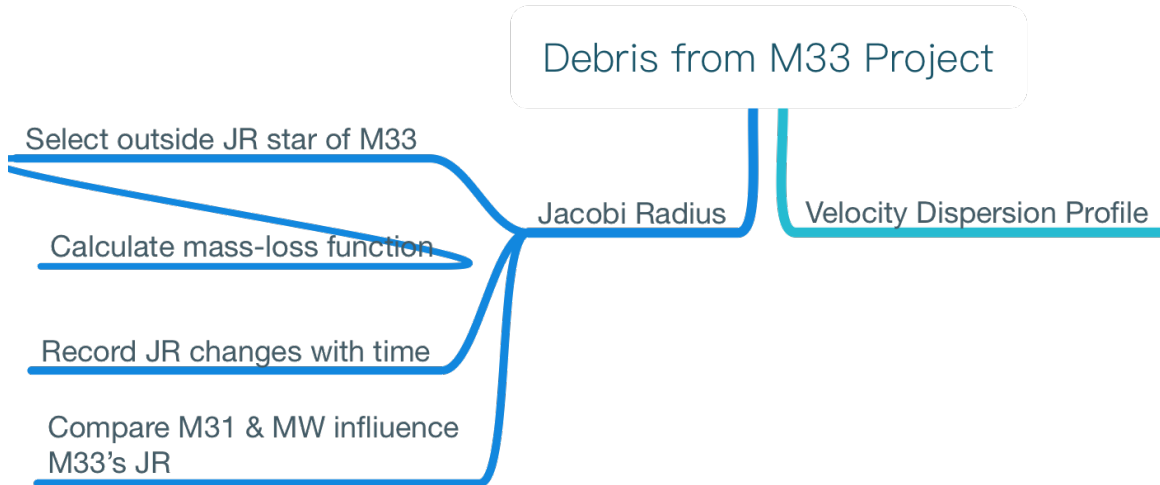 Debris from M33 Project
Select outside JR star of M33
Jacobi Radius
Velocity Dispersion Profile
Calculate mass-loss function
Record JR changes with time
Compare M31 & MW infliuence
M33's JR